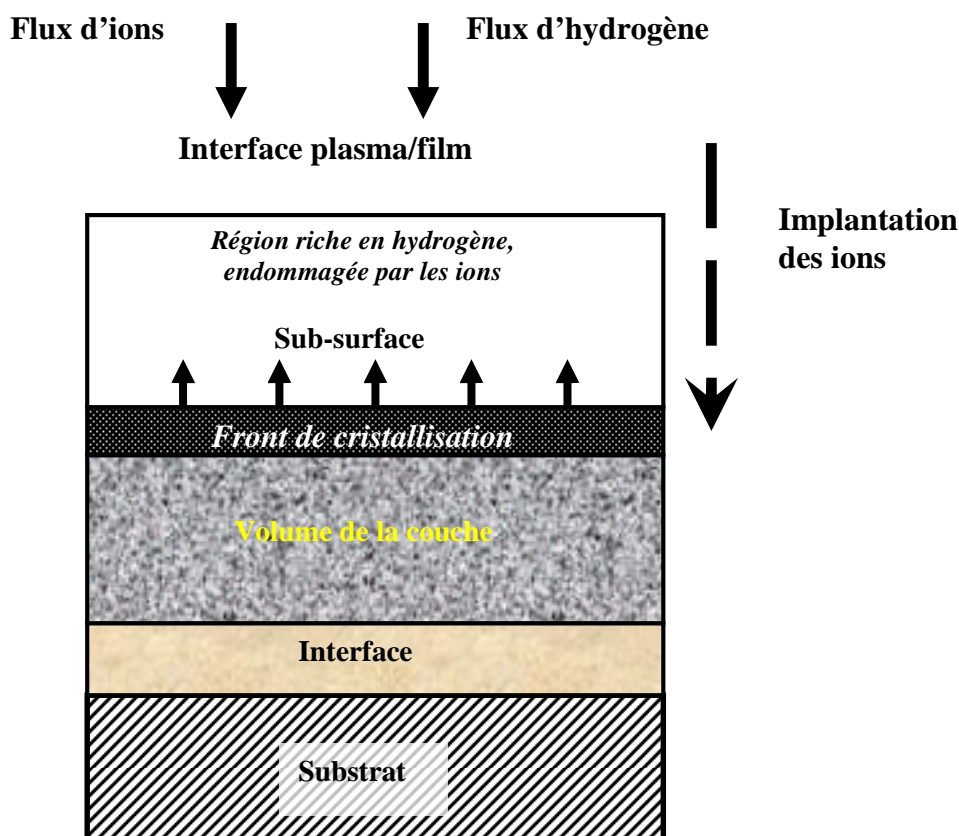 Flux d’ions
Flux d’hydrogène
Interface plasma/film
Implantation
des ions
Région riche en hydrogène,
endommagée par les ions
Sub-surface
Front de cristallisation
Volume de la couche
Interface
Substrat